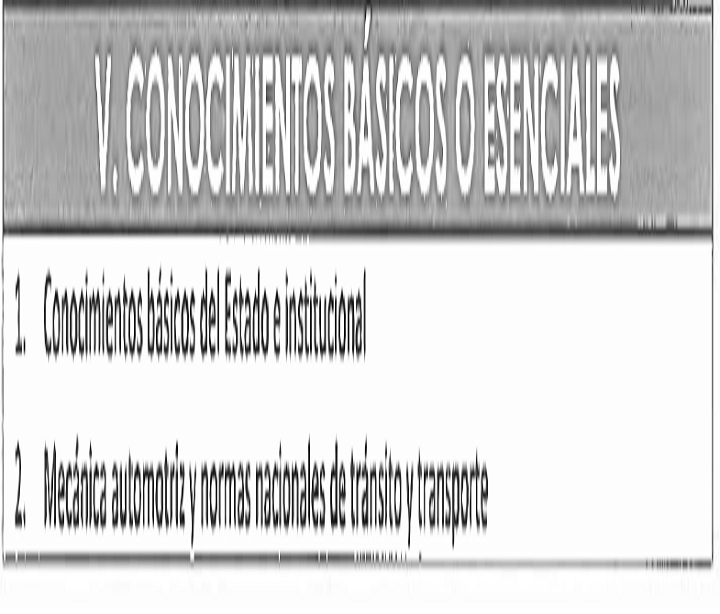 V. CONOCIMIENTOS BÁSICOS O ESENCIALES
1. Conocimientos básicos del Estado e institucional
2. Mecánica automotriz y normas nacionales de tránsito y transporte